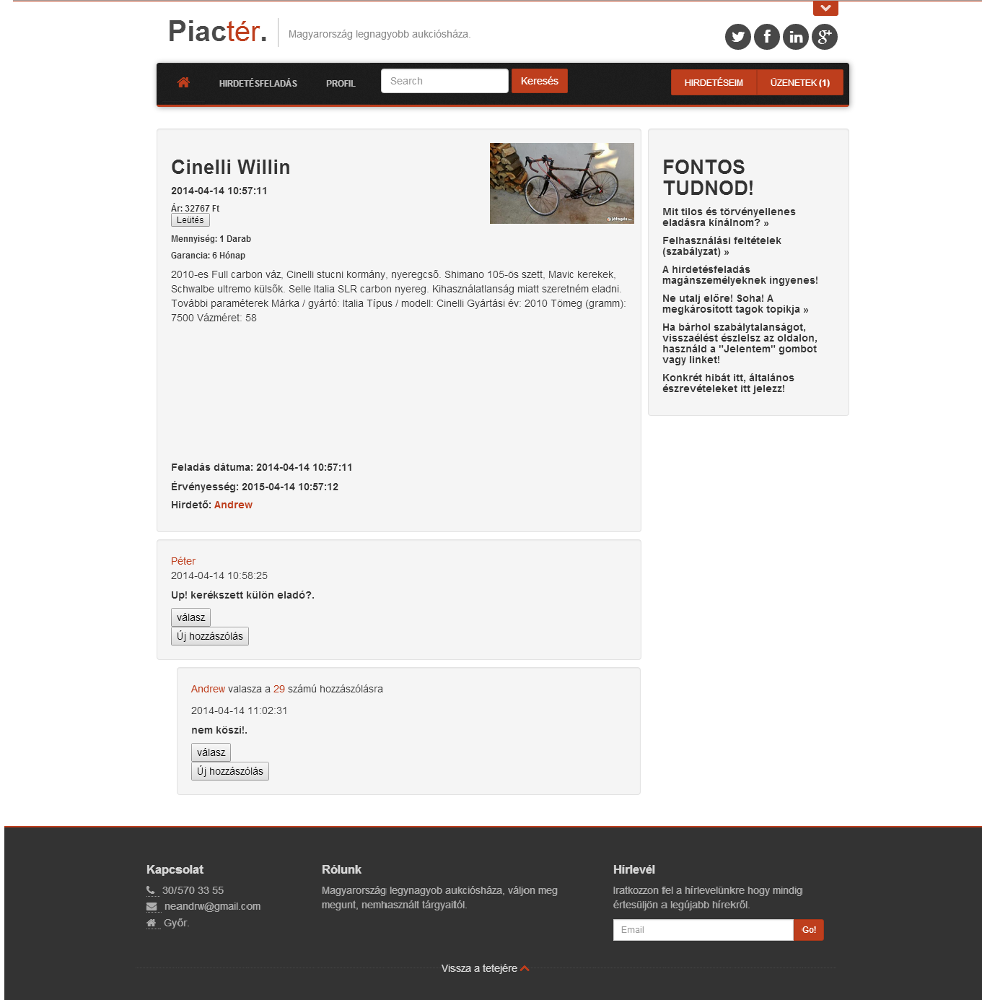 Piactér.
Magyarország legnagyobb aukciósháza.
HIRDETÉSFELADÁS
PROFIL
Search
Keresés
HIRDETÉSEIM
ÜZENETEK (1)
Cinelli Willin
2014-04-14 10:57:11
Ár: 32767 Ft
Leütés
Mennyiség: 1 Darab
Garancia: 6 Hónap
2010-es Full carbon váz, Cinelli stucni kormány, nyeregcső. Shimano 105-ös szett, Mavic kerekek,
Schwalbe ultremo külsők. Selle Italia SLR carbon nyereg. Kihasználatlanság miatt szeretném eladni.
További paraméterek Márka / gyártó: Italia Típus / modell: Cinelli Gyártási év: 2010 Tömeg (gramm):
7500 Vázméret: 58
jófogás
Feladás dátuma: 2014-04-14 10:57:11
Érvényesség: 2015-04-14 10:57:12
Hirdető: Andrew
FONTOS
TUDNOD!
Mit tilos és törvényellenes
eladásra kínálnom? »
Felhasználási feltételek
(szabályzat) »
A hirdetésfeladás
magánszemélyeknek ingyenes!
Ne utalj előre! Soha! A
megkárosított tagok topikja »
Ha bárhol szabálytalanságot,
visszaélést észlelsz az oldalon,
használd a "Jelentem" gombot
vagy linket!
Konkrét hibát itt, általános
észrevételeket itt jelezz!
Péter
2014-04-14 10:58:25
Up! kerékszett külön eladó?.
válasz
Új hozzászólás
Andrew valasza a 29 számú hozzászólásra
2014-04-14 11:02:31
nem köszi!.
válasz
Új hozzászólás
Kapcsolat
30/570 33 55
neandrw@gmail.com
Győr.
Rólunk
Magyarország legynagyob aukciósháza, váljon meg
megunt, nemhasznált tárgyaitól.
Hírlevél
Iratkozzon fel a hírlevelünkre hogy mindig
értesüljön a legújabb hírekről.
Email
Go!
Vissza a tetejére